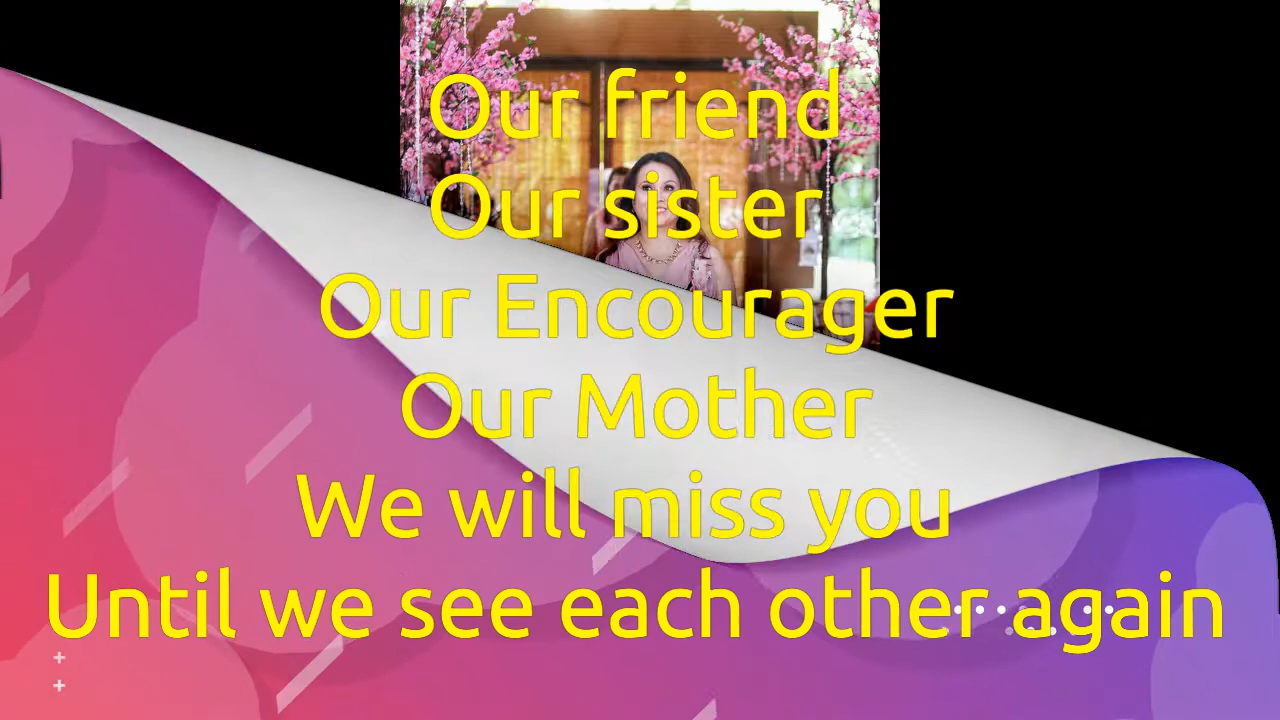 Our friend
Our sister
Our Encourager
Our Mother
We will miss you
Until we see each other again